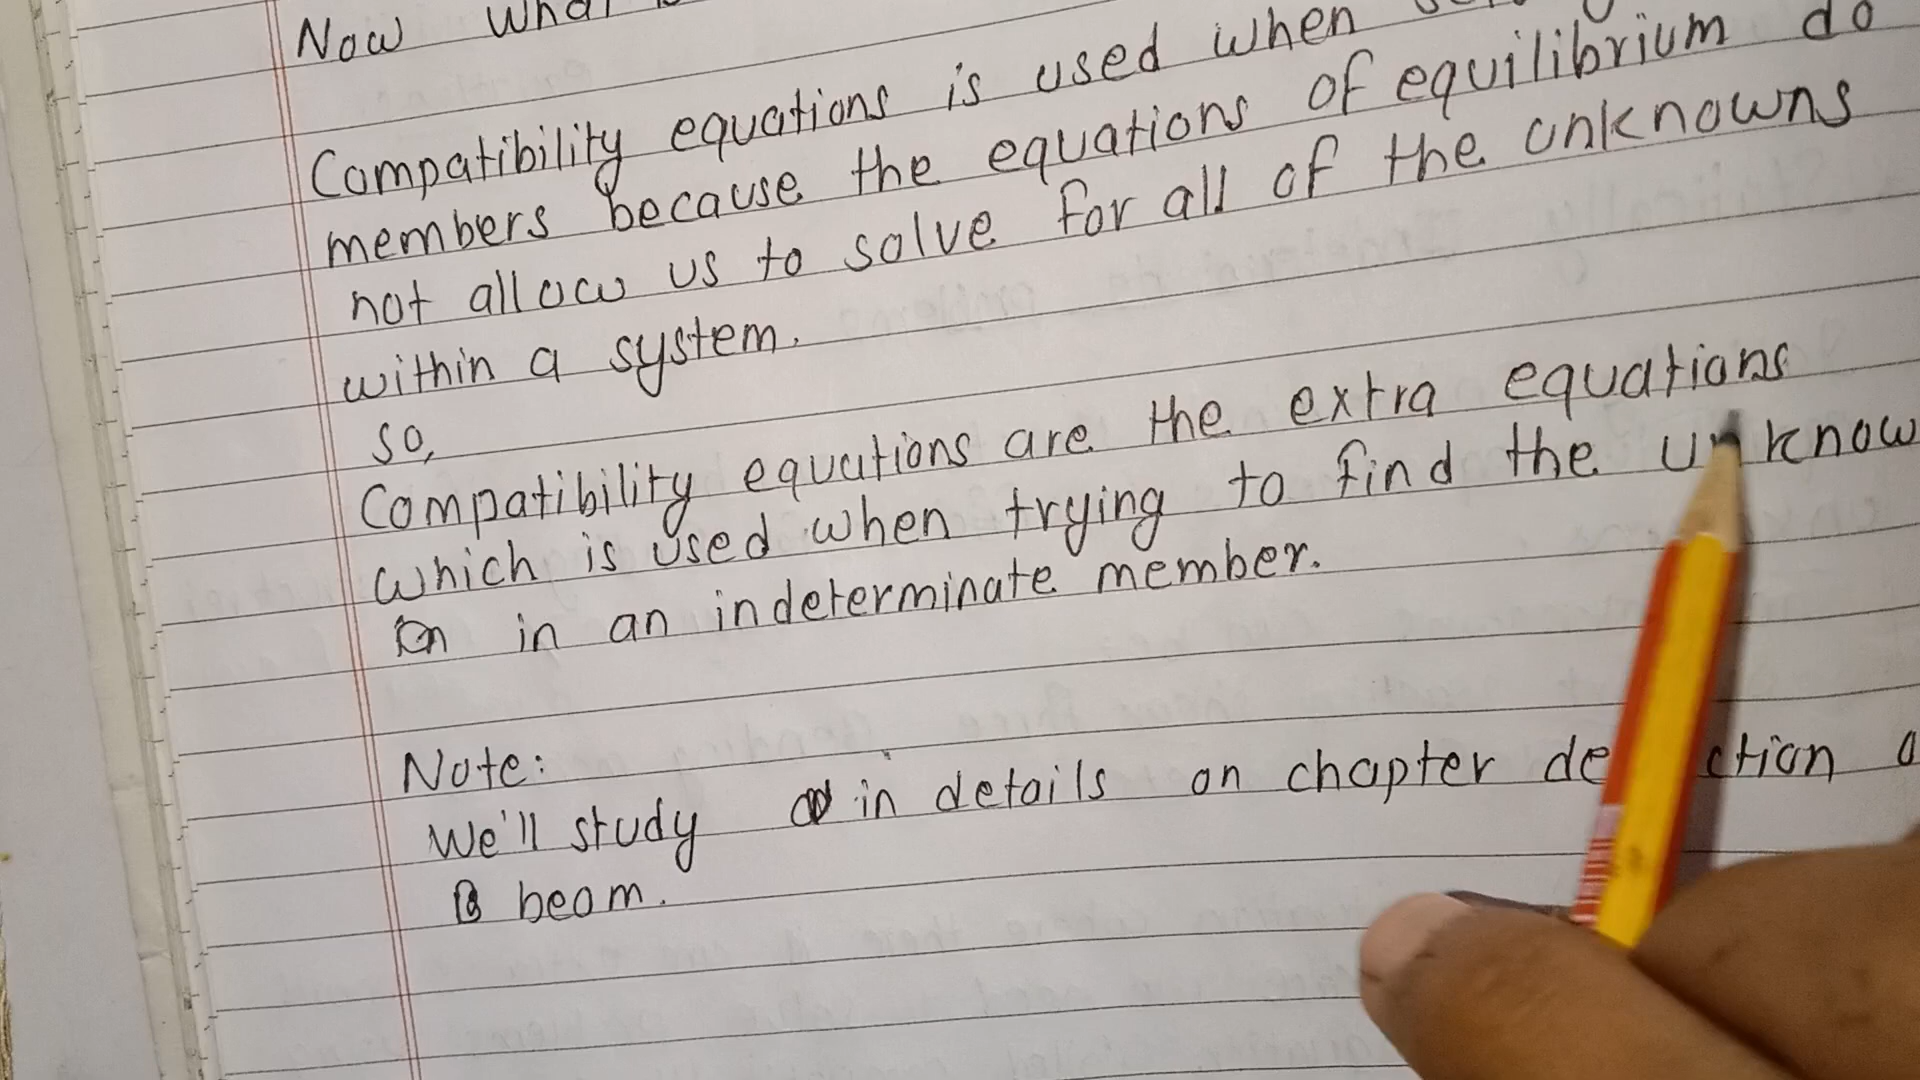 Now
Compatibility equations is used when
members because the equations of equilibrium do
not allow us to solve for all of the unknowns
within a system.
So,
Compatibility equations are the extra equations
which is used when trying to find the unknow
in an indeterminate member.
Note:
We'll study in details on chapter
beam.